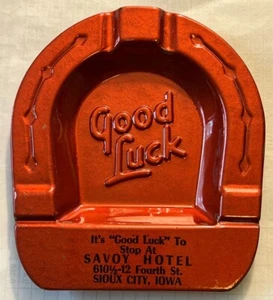 Good
Luck
It's "Good Luck" To
Stop At
SAVOY HOTEL
610½-12 Fourth St.
SIOUX CITY, IOWA